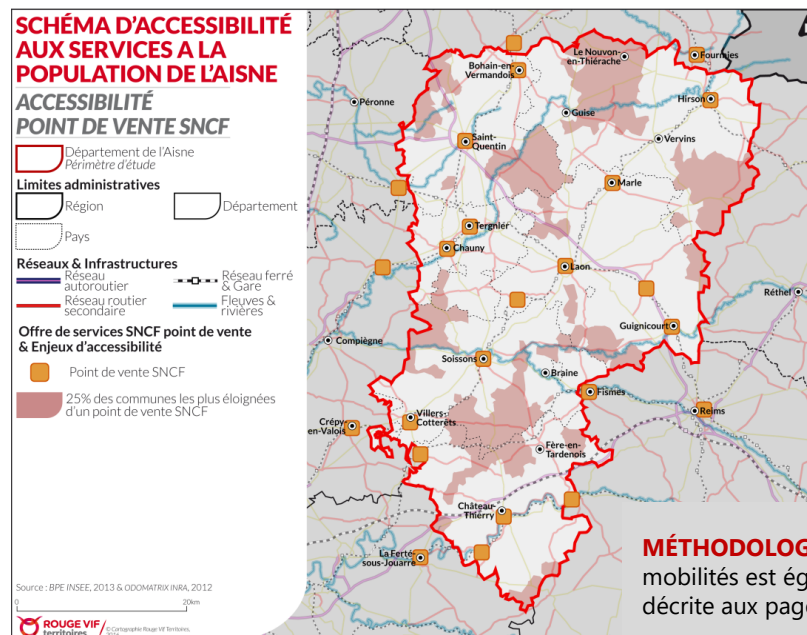 SCHÉMA D'ACCESSIBILITÉ
AUX SERVICES A LA
POPULATION DE L'AISNE
ACCESSIBILITÉ
POINT DE VENTE SNCF
Département de l'Aisne
Périmètre d'étude
Limites administratives
Région
Département
Pays
Réseaux & Infrastructures
Réseau
autoroutier
Réseau ferré
& Gare
Réseau routier
secondaire
Fleuves &
rivières
Offre de services SNCF point de vente
& Enjeux d'accessibilité
Point de vente SNCF
25% des communes les plus éloignées
d'un point de vente SNCF
Source : BPE INSEE, 2013 & ODOMATRIX INRA, 2012
0
20km
ROUGE VIF
territoires
© Cartographie Rouge Vif Territoires,
Le Nouvon-
en-Thiérache
Fourmies
Bohain-en-
Vermandois
Péronne
Hirson
Guise
Saint-
Quentin
Vervins
Marle
Tergnier
Chauny
Laon
Réthel
Guignicourt
Compiègne
Soissons
Braine
Fismes
Reims
Villers-
Cotterêts
Crépy
-en-Valois
Fère-en-
Tardenois
Château-
Thierry
La Ferté-
sous-Jouarre
MÉTHODOLOG
mobilités est ég
décrite aux pag